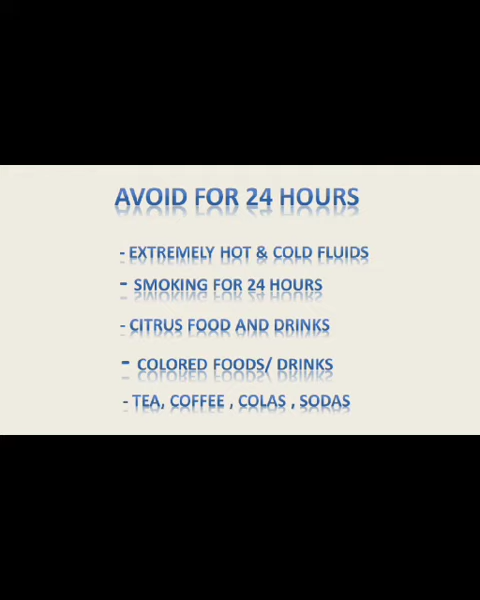 AVOID FOR 24 HOURS
- EXTREMELY HOT & COLD FLUIDS
- SMOKING FOR 24 HOURS
- CITRUS FOOD AND DRINKS
- COLORED FOODS/ DRINKS
- TEA, COFFEE , COLAS , SODAS